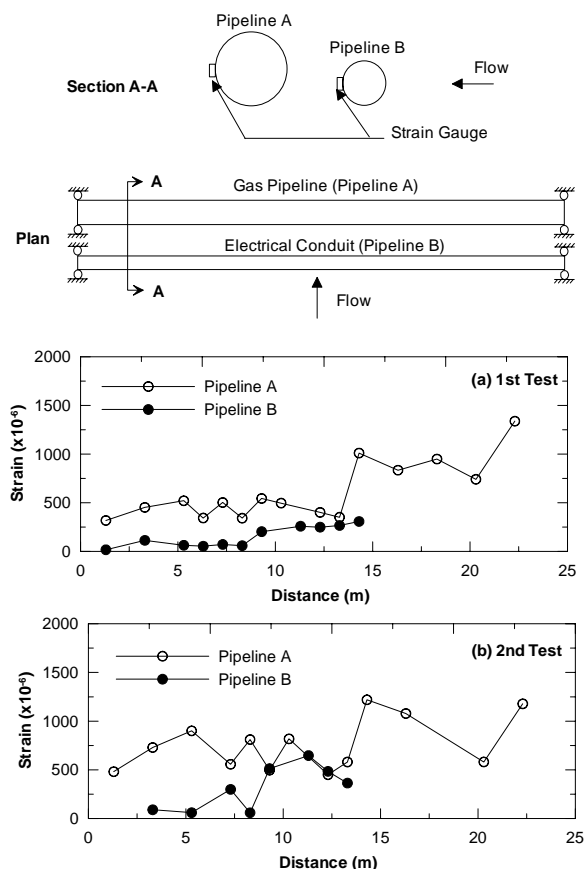 Pipeline A
Pipeline B
Section A-A
Flow
Strain Gauge
A
Gas Pipeline (Pipeline A)
Plan
Electrical Conduit (Pipeline B)
A
Flow
2000
1500
1000
500
0
Strain (x10⁻⁶)
Pipeline A
Pipeline B
(a) 1st Test
0 5 10 15 20 25
Distance (m)
2000
1500
1000
500
0
Strain (x10⁻⁶)
Pipeline A
Pipeline B
(b) 2nd Test
0 5 10 15 20 25
Distance (m)